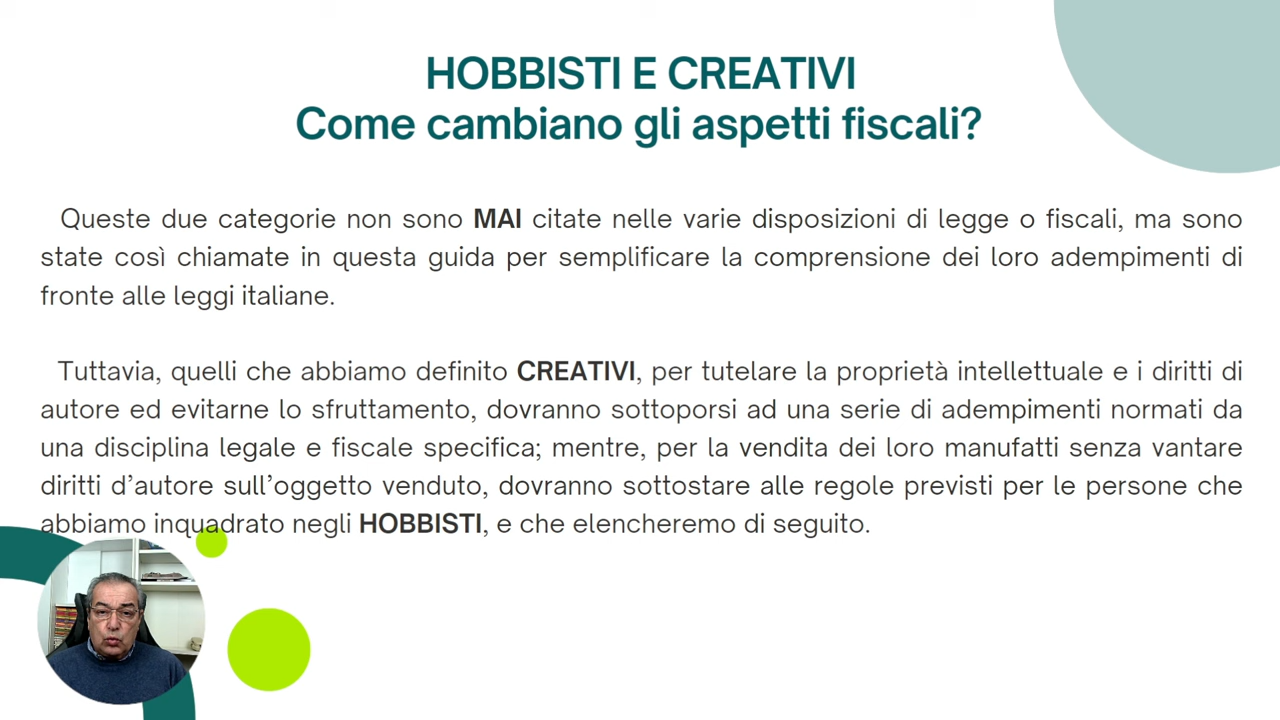 HOBBISTI E CREATIVI
Come cambiano gli aspetti fiscali?
Queste due categorie non sono MAI citate nelle varie disposizioni di legge o fiscali, ma sono
state così chiamate in questa guida per semplificare la comprensione dei loro adempimenti di
fronte alle leggi italiane.
Tuttavia, quelli che abbiamo definito CREATIVI, per tutelare la proprietà intellettuale e i diritti di
autore ed evitarne lo sfruttamento, dovranno sottoporsi ad una serie di adempimenti normati da
una disciplina legale e fiscale specifica; mentre, per la vendita dei loro manufatti senza vantare
diritti d’autore sull’oggetto venduto, dovranno sottostare alle regole previsti per le persone che
abbiamo inquadrato negli HOBBISTI, e che elencheremo di seguito.